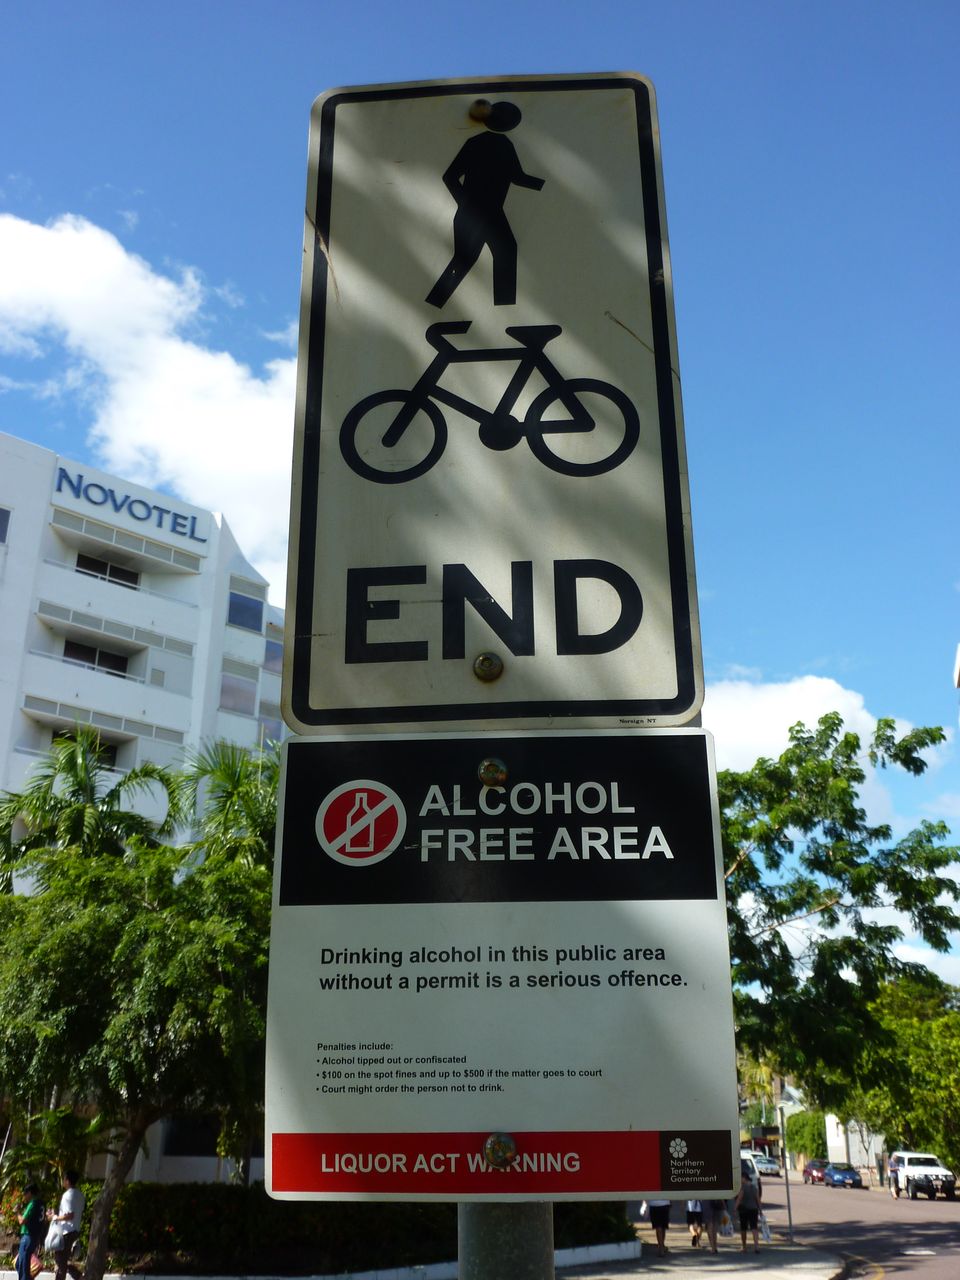 NOVOTEL
END
Norsign NT
ALCOHOL
FREE AREA
Drinking alcohol in this public area
without a permit is a serious offence.
Penalties include:
• Alcohol tipped out or confiscated
• $100 on the spot fines and up to $500 if the matter goes to court
• Court might order the person not to drink.
LIQUOR ACT WARNING
Northern
Territory
Government